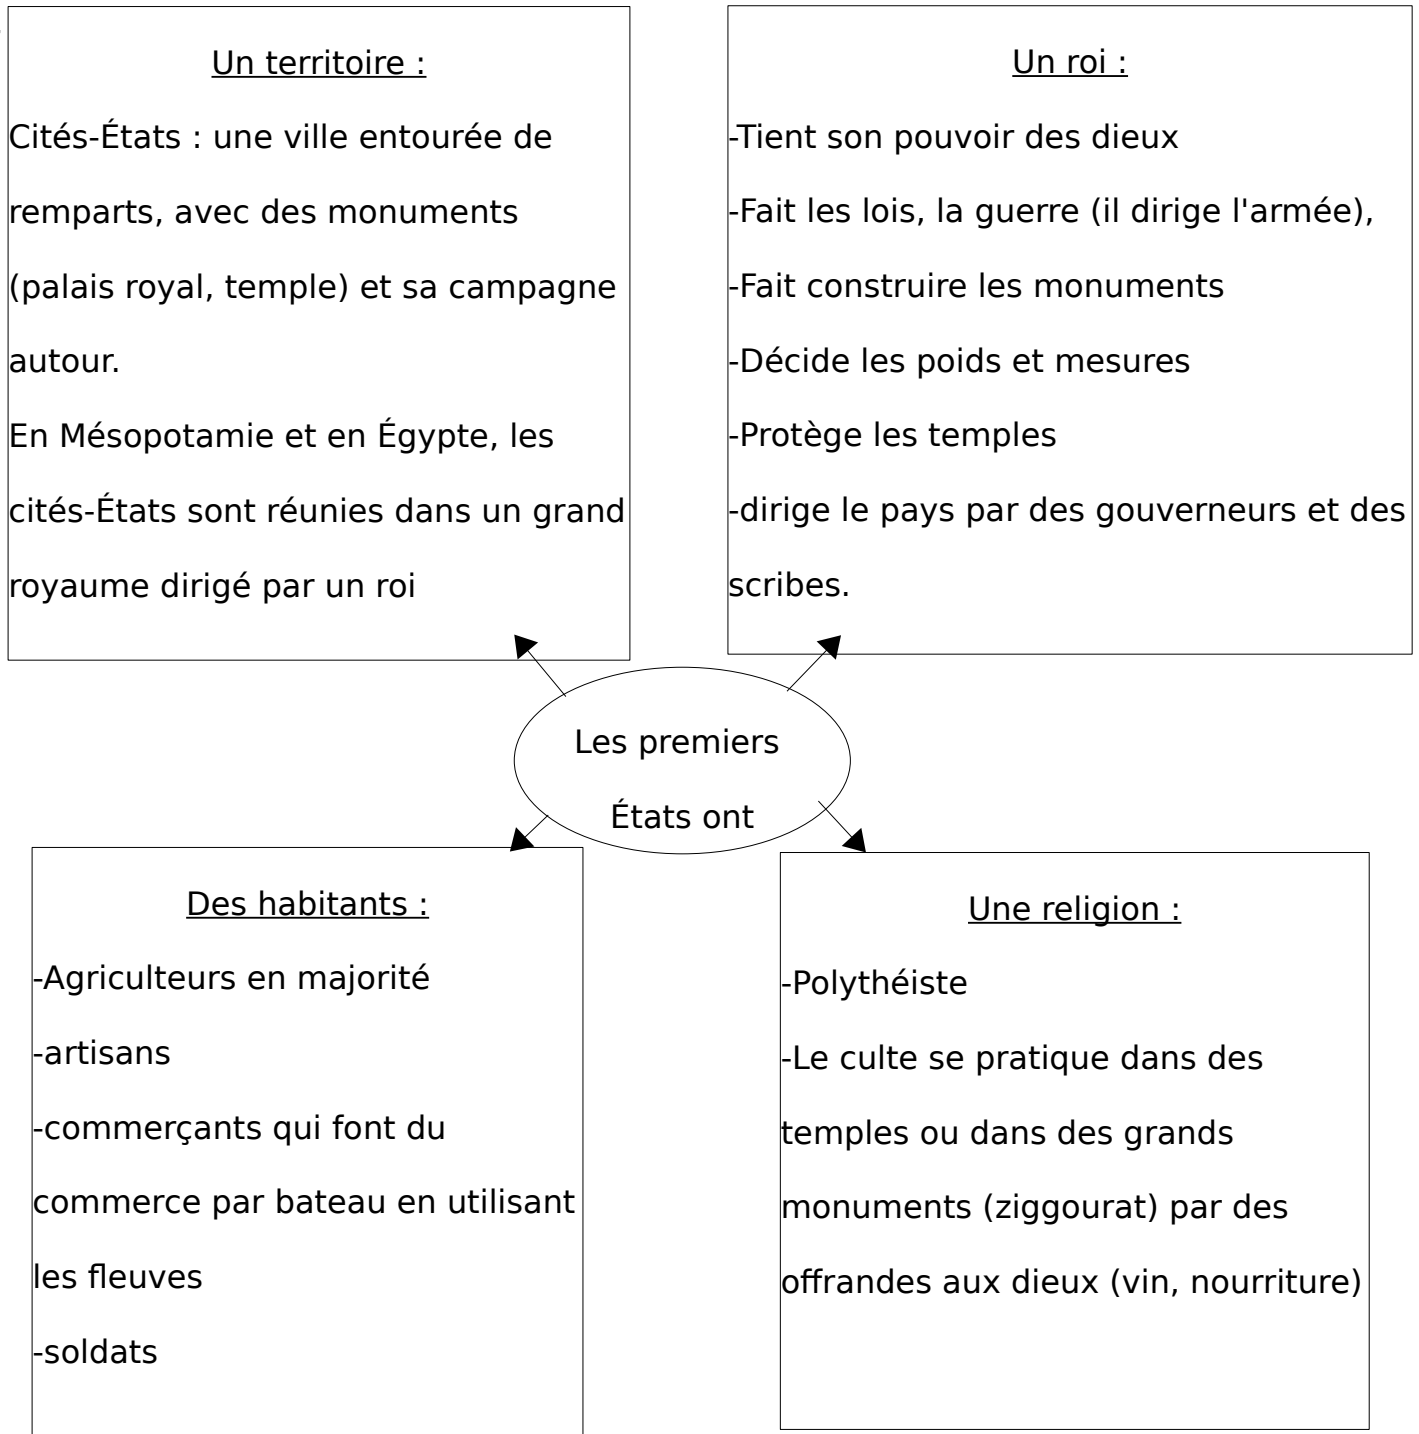 Un territoire :
Cités-États : une ville entourée de
remparts, avec des monuments
(palais royal, temple) et sa campagne
autour.
En Mésopotamie et en Égypte, les
cités-États sont réunies dans un grand
royaume dirigé par un roi
Un roi :
-Tient son pouvoir des dieux
-Fait les lois, la guerre (il dirige l'armée),
-Fait construire les monuments
-Décide les poids et mesures
-Protège les temples
-dirige le pays par des gouverneurs et des
scribes.
Les premiers
États ont
Des habitants :
-Agriculteurs en majorité
-artisans
-commerçants qui font du
commerce par bateau en utilisant
les fleuves
-soldats
Une religion :
-Polythéiste
-Le culte se pratique dans des
temples ou dans des grands
monuments (ziggourat) par des
offrandes aux dieux (vin, nourriture)